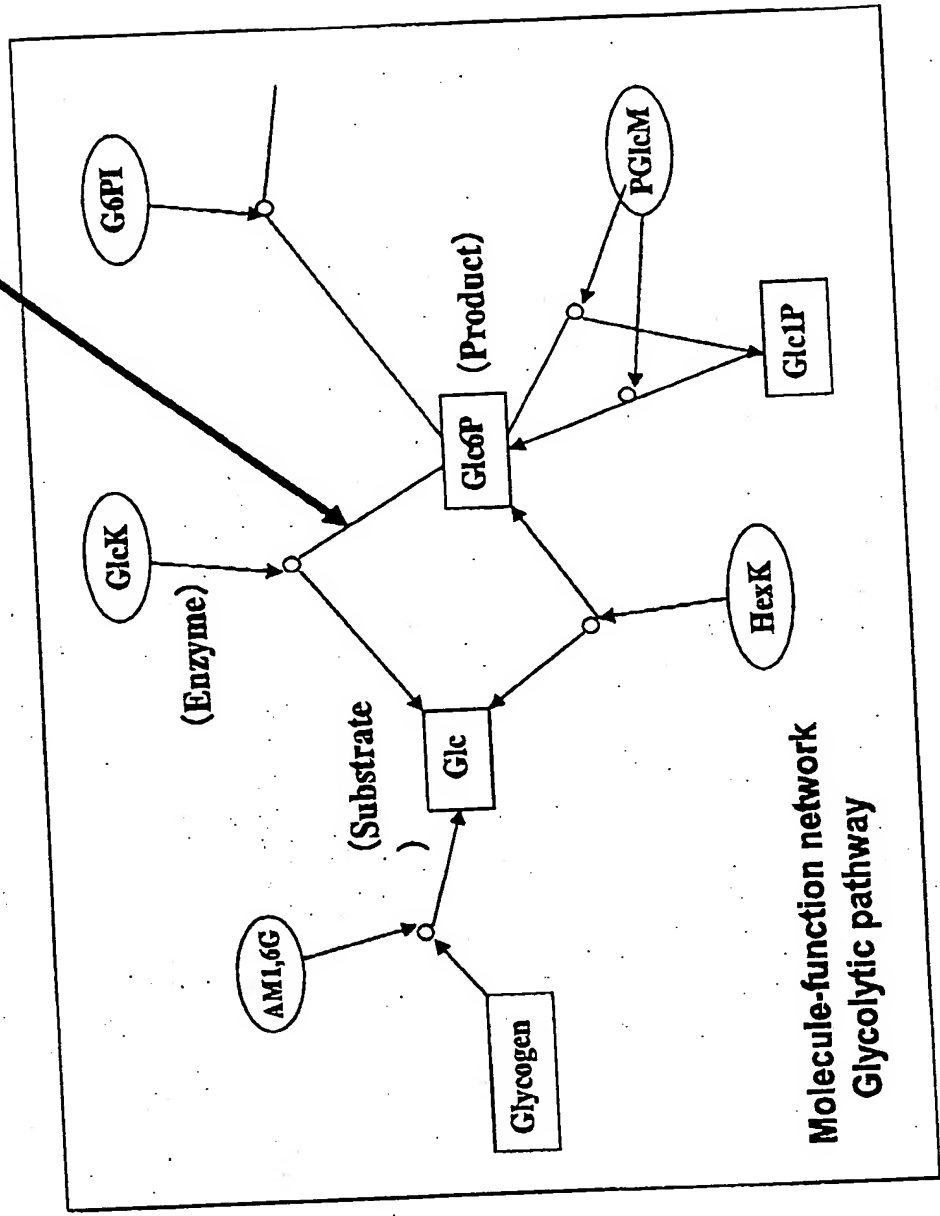 G6PI
GlcK
(Enzyme)
AM1,6G
(Substrate
)
(Product)
Glc6P
Glc
Glycogen
PGlcM
Glc1P
HexK
Molecule-function network
Glycolytic pathway